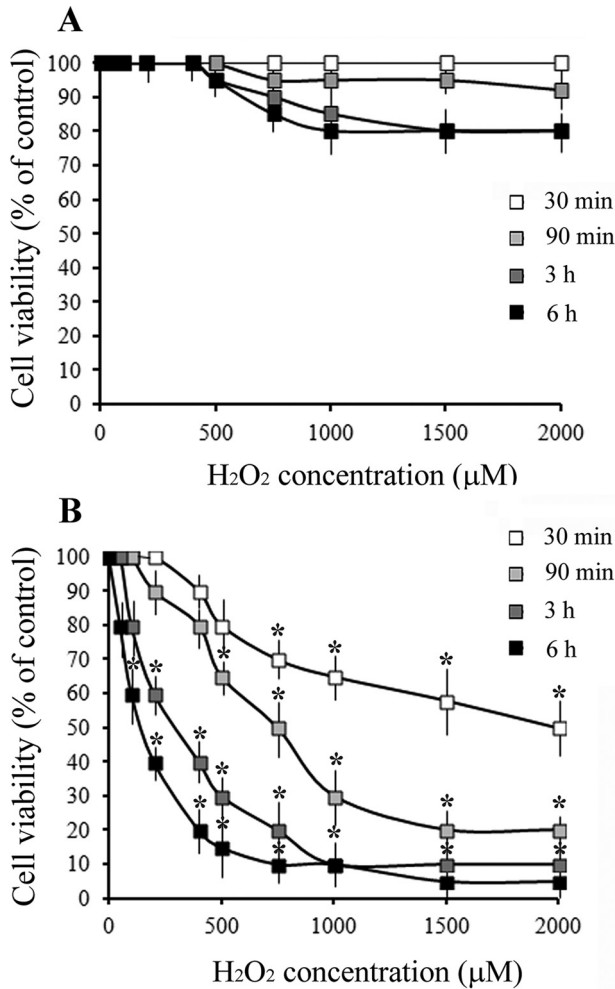 A
Cell viability (% of control)
100
90
80
70
60
50
40
30
20
10
0
30 min
90 min
3 h
6 h
0 500 1000 1500 2000
H2O2 concentration (μM)
B
Cell viability (% of control)
100
90
80
70
60
50
40
30
20
10
0
30 min
90 min
3 h
6 h
* * * *
* * * * *
* * * * * *
* * * * * *
0 500 1000 1500 2000
H2O2 concentration (μM)